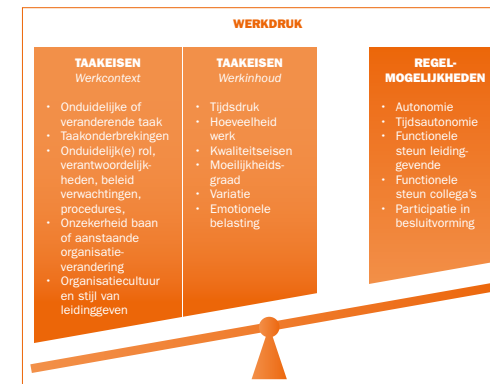 WERKDRUK
TAAKEISEN
Werkcontext
• Onduidelijke of
veranderende taak
• Taakonderbrekingen
• Onduidelijk(e) rol,
verantwoordelijk-
heden, beleid
verwachtingen,
procedures,
• Onzekerheid baan
of aanstaande
organisatie-
verandering
• Organisatiecultuur
en stijl van
leidinggeven
TAAKEISEN
Werkinhoud
• Tijdsdruk
• Hoeveelheid
werk
• Kwaliteitseisen
• Moeilijkheids-
graad
• Variatie
• Emotionele
belasting
REGEL-
MOGELIJKHEDEN
• Autonomie
• Tijdsautonomie
• Functionele
steun leiding-
gevende
• Functionele
steun collega's
• Participatie in
besluitvorming